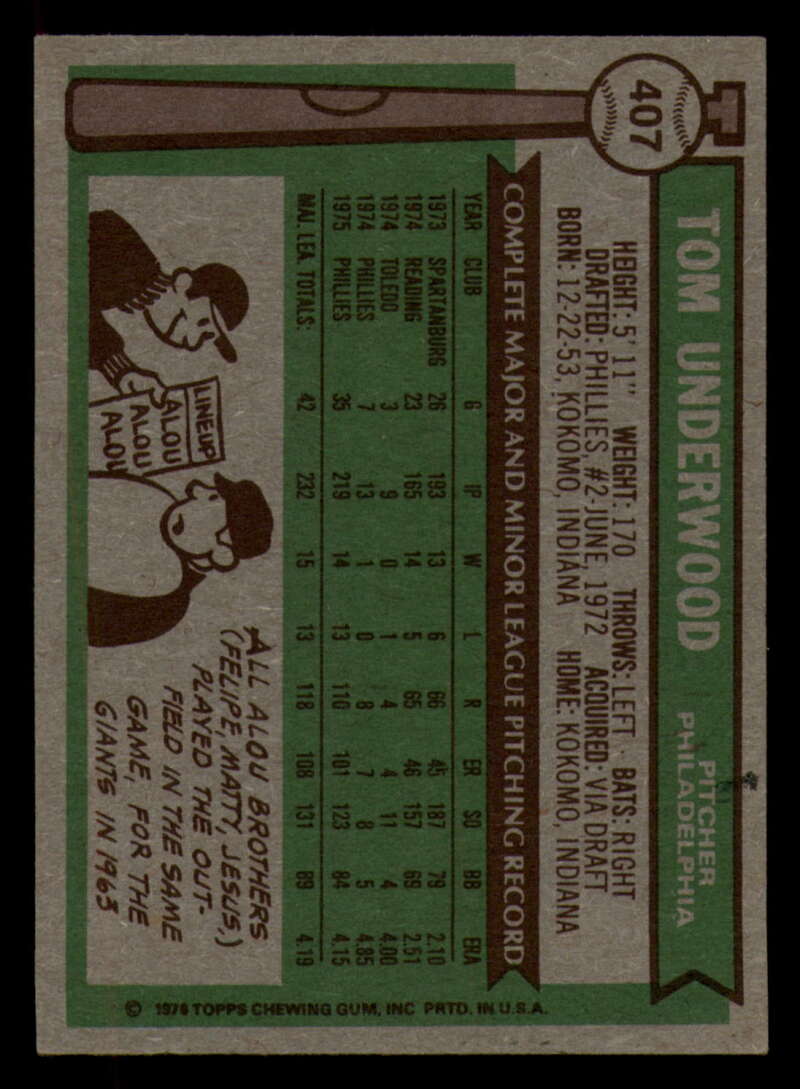 407
TOM UNDERWOOD
PITCHER
PHILADELPHIA
HEIGHT: 5' 11" WEIGHT: 170 THROWS: LEFT · BATS: RIGHT
DRAFTED: PHILLIES, #2-JUNE, 1972 ACQUIRED: VIA DRAFT
BORN: 12-22-53, KOKOMO, INDIANA HOME: KOKOMO, INDIANA
COMPLETE MAJOR AND MINOR LEAGUE PITCHING RECORD
YEAR CLUB G IP W L R ER SO BB ERA
1973 SPARTANBURG 26 193 13 6 66 45 187 79 2.10
1974 READING 23 165 14 5 65 46 157 69 2.51
1974 TOLEDO 3 9 0 1 4 4 11 4 4.00
1974 PHILLIES 7 13 1 0 8 7 8 5 4.85
1975 PHILLIES 35 219 14 13 110 101 123 84 4.15
MAJ. LEA. TOTALS: 42 232 15 13 118 108 131 89 4.19
LINEUP
ALOU
ALOU
ALOU
ALL ALOU BROTHERS
(FELIPE, MATTY, JESUS,)
PLAYED THE OUT-
FIELD IN THE SAME
GAME, FOR THE
GIANTS IN 1963
© 1976 TOPPS CHEWING GUM, INC PRTD. IN U.S.A.